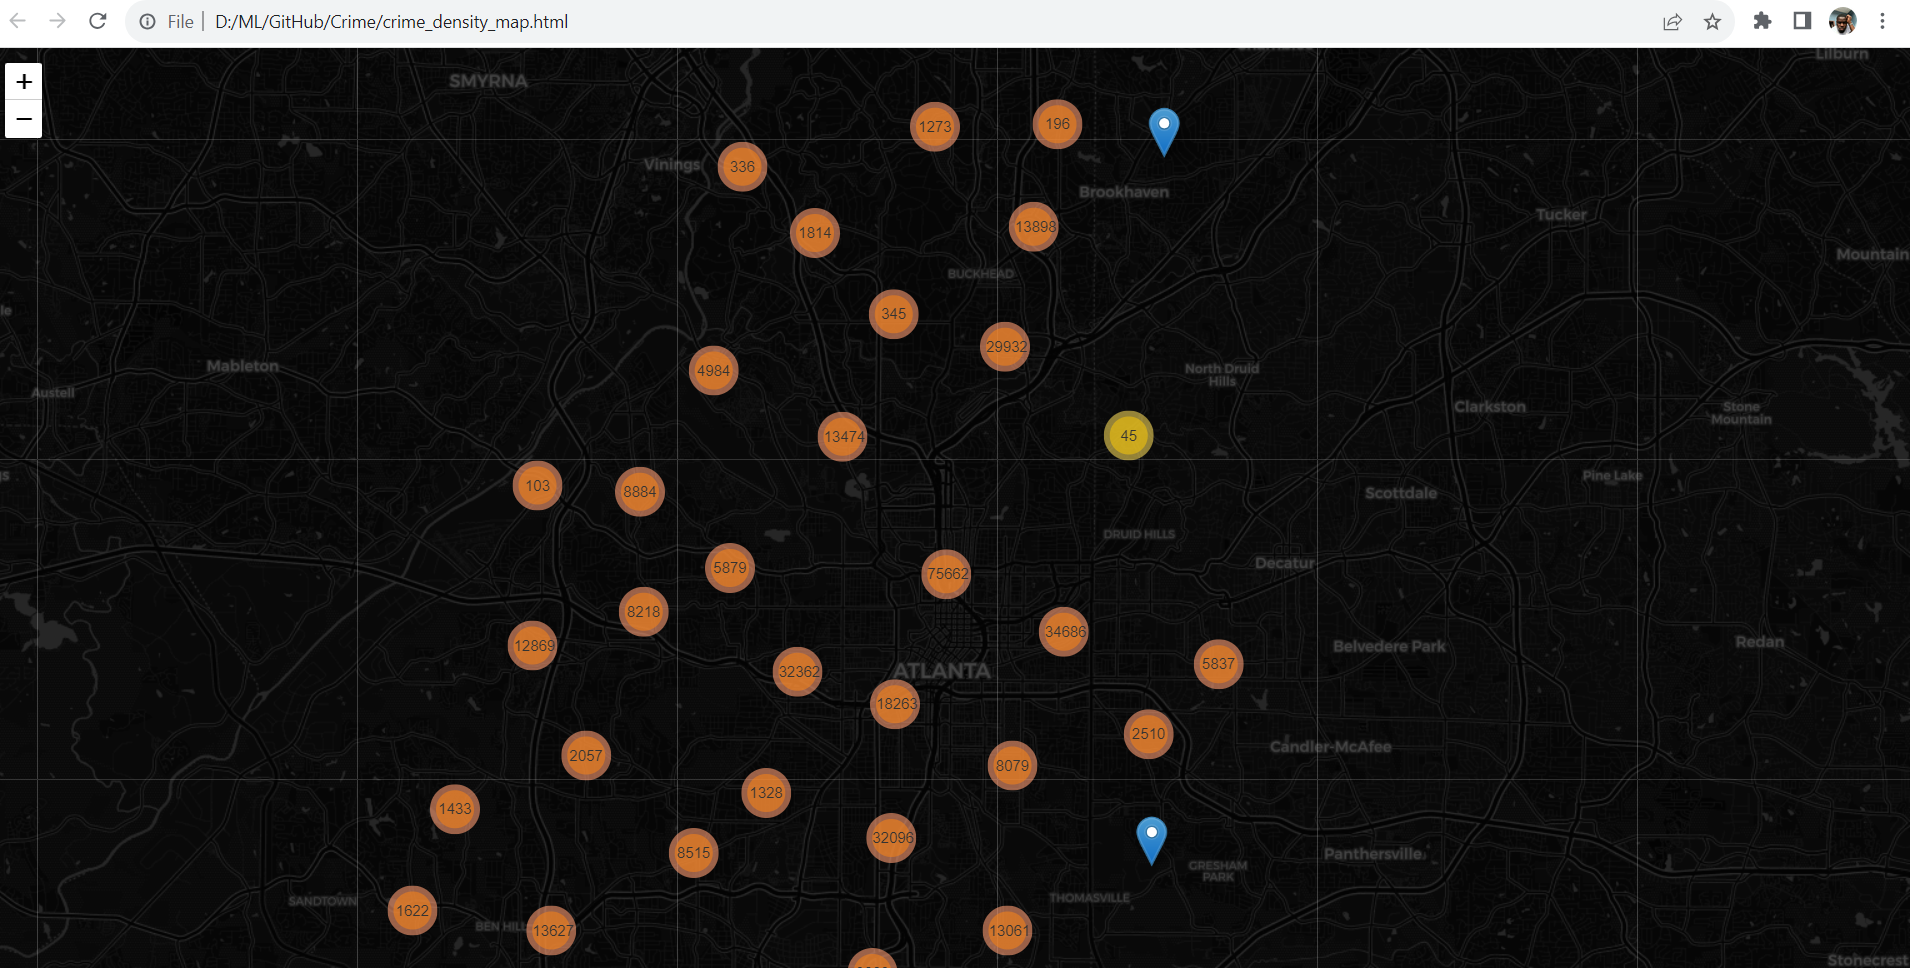 File
D:/ML/GitHub/Crime/crime_density_map.html
+
−
SMYRNA
Lilburn
1273
196
336
Vinings
Brookhaven
1814
13898
Tucker
Mountain
BUCKHEAD
345
29932
4984
Mableton
Austell
North Druid
Hills
Clarkston
Stone
Mountain
13474
45
103
8884
Scottdale
Pine Lake
DRUID HILLS
5879
75662
Decatur
8218
12869
34686
5837
Belvedere Park
Redan
32362
ATLANTA
18263
2510
2057
8079
Candler-McAfee
1328
1433
32096
8515
Panthersville
GRESHAM
PARK
SANDTOWN
THOMASVILLE
1622
BEN HILL
13627
13061
Stonecrest